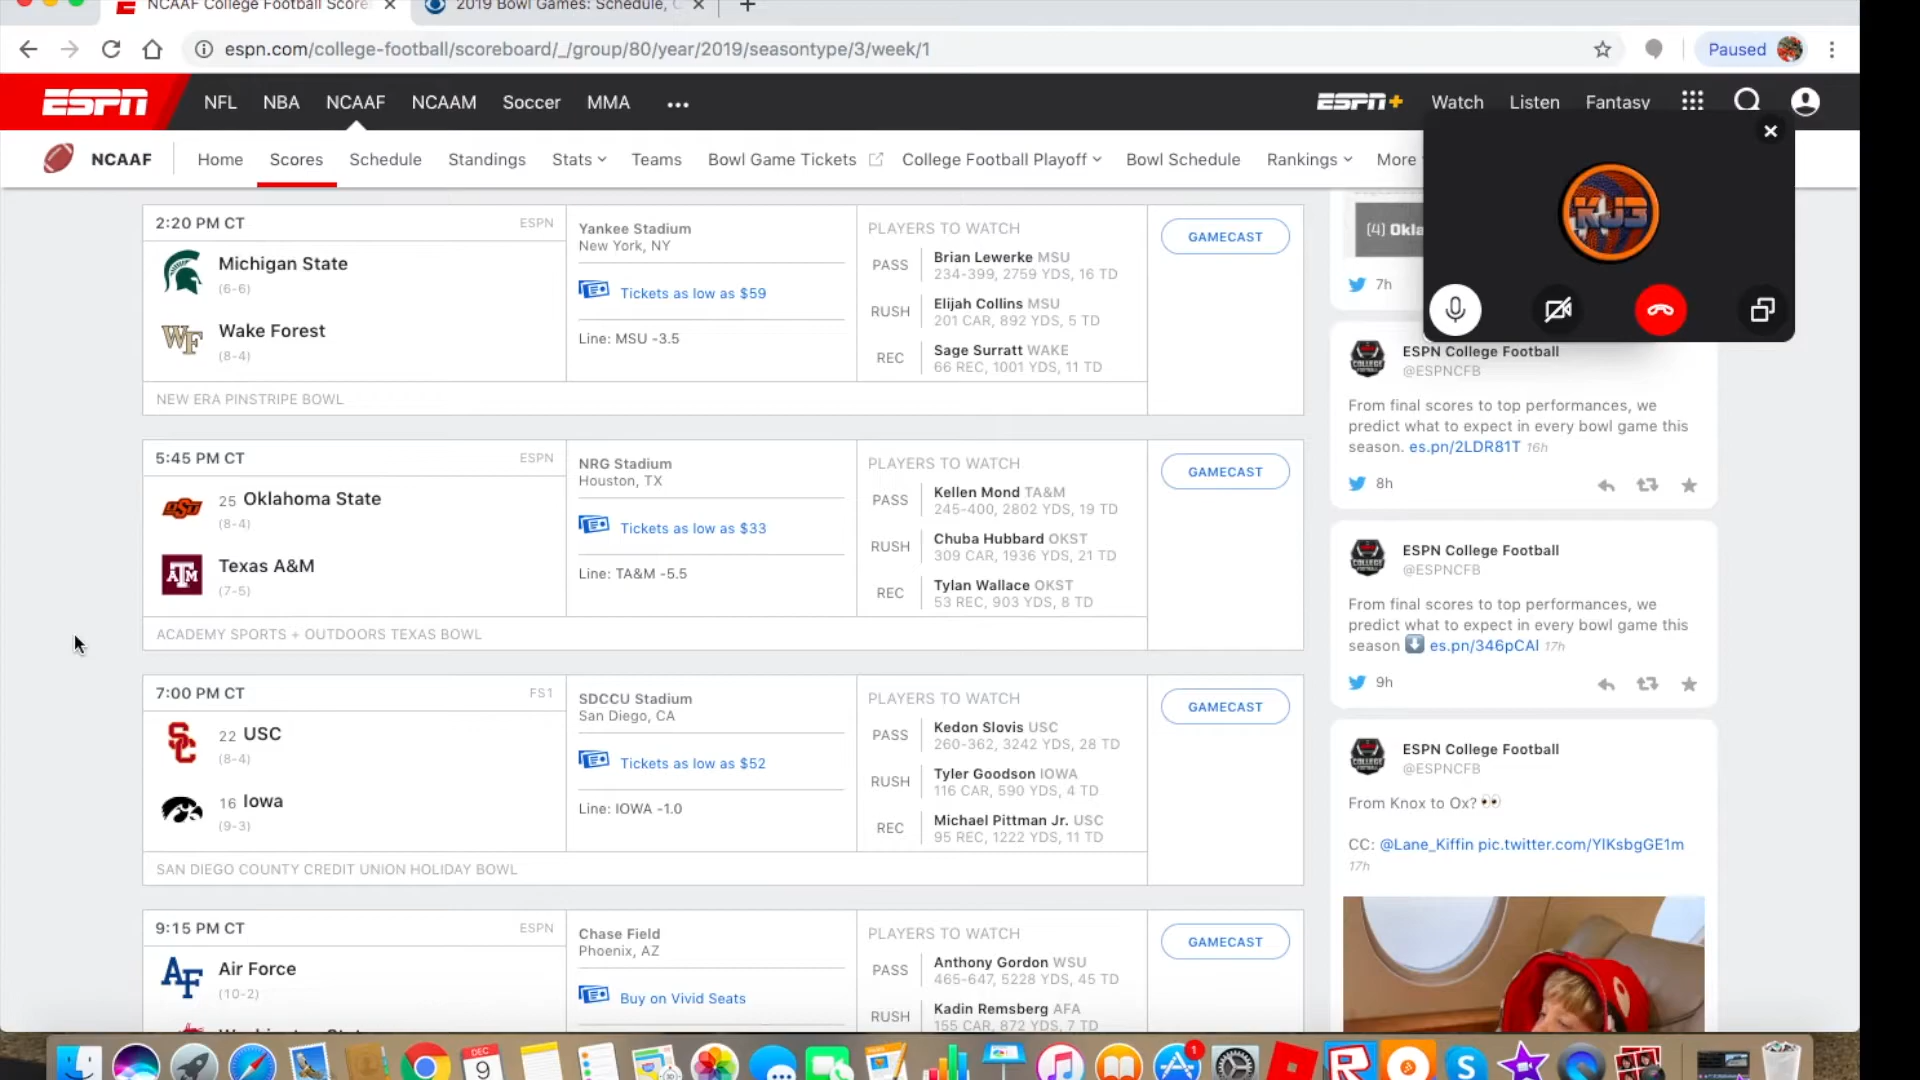 NCAAF College Football Score
2019 Bowl Games: Schedule,
espn.com/college-football/scoreboard/_/group/80/year/2019/seasontype/3/week/1
Paused
ESPN
NFL NBA NCAAF NCAAM Soccer MMA
ESPN+ Watch Listen Fantasy
NCAAF Home Scores Schedule Standings Stats Teams Bowl Game Tickets College Football Playoff Bowl Schedule Rankings More
2:20 PM CT ESPN
Michigan State
(6-6)
Wake Forest
(8-4)
NEW ERA PINSTRIPE BOWL
Yankee Stadium
New York, NY
Tickets as low as $59
Line: MSU -3.5
PLAYERS TO WATCH
PASS Brian Lewerke MSU
234-399, 2759 YDS, 16 TD
RUSH Elijah Collins MSU
201 CAR, 892 YDS, 5 TD
REC Sage Surratt WAKE
66 REC, 1001 YDS, 11 TD
GAMECAST
5:45 PM CT ESPN
25 Oklahoma State
(8-4)
Texas A&M
(7-5)
ACADEMY SPORTS + OUTDOORS TEXAS BOWL
NRG Stadium
Houston, TX
Tickets as low as $33
Line: TA&M -5.5
PLAYERS TO WATCH
PASS Kellen Mond TA&M
245-400, 2802 YDS, 19 TD
RUSH Chuba Hubbard OKST
309 CAR, 1936 YDS, 21 TD
REC Tylan Wallace OKST
53 REC, 903 YDS, 8 TD
GAMECAST
7:00 PM CT FS1
22 USC
(8-4)
16 Iowa
(9-3)
SAN DIEGO COUNTY CREDIT UNION HOLIDAY BOWL
SDCCU Stadium
San Diego, CA
Tickets as low as $52
Line: IOWA -1.0
PLAYERS TO WATCH
PASS Kedon Slovis USC
260-362, 3242 YDS, 28 TD
RUSH Tyler Goodson IOWA
116 CAR, 590 YDS, 4 TD
REC Michael Pittman Jr. USC
95 REC, 1222 YDS, 11 TD
GAMECAST
9:15 PM CT ESPN
Air Force
(10-2)
Chase Field
Phoenix, AZ
Buy on Vivid Seats
PLAYERS TO WATCH
PASS Anthony Gordon WSU
465-647, 5228 YDS, 45 TD
RUSH Kadin Remsberg AFA
155 CAR, 872 YDS, 7 TD
GAMECAST
(4) Okla
7h
KJ3
ESPN College Football
@ESPNCFB
From final scores to top performances, we
predict what to expect in every bowl game this
season. es.pn/2LDR81T 16h
8h
ESPN College Football
@ESPNCFB
From final scores to top performances, we
predict what to expect in every bowl game this
season es.pn/346pCAl 17h
9h
ESPN College Football
@ESPNCFB
From Knox to Ox?
CC: @Lane_Kiffin pic.twitter.com/YlKsbgGE1m
17h
DEC
9
1